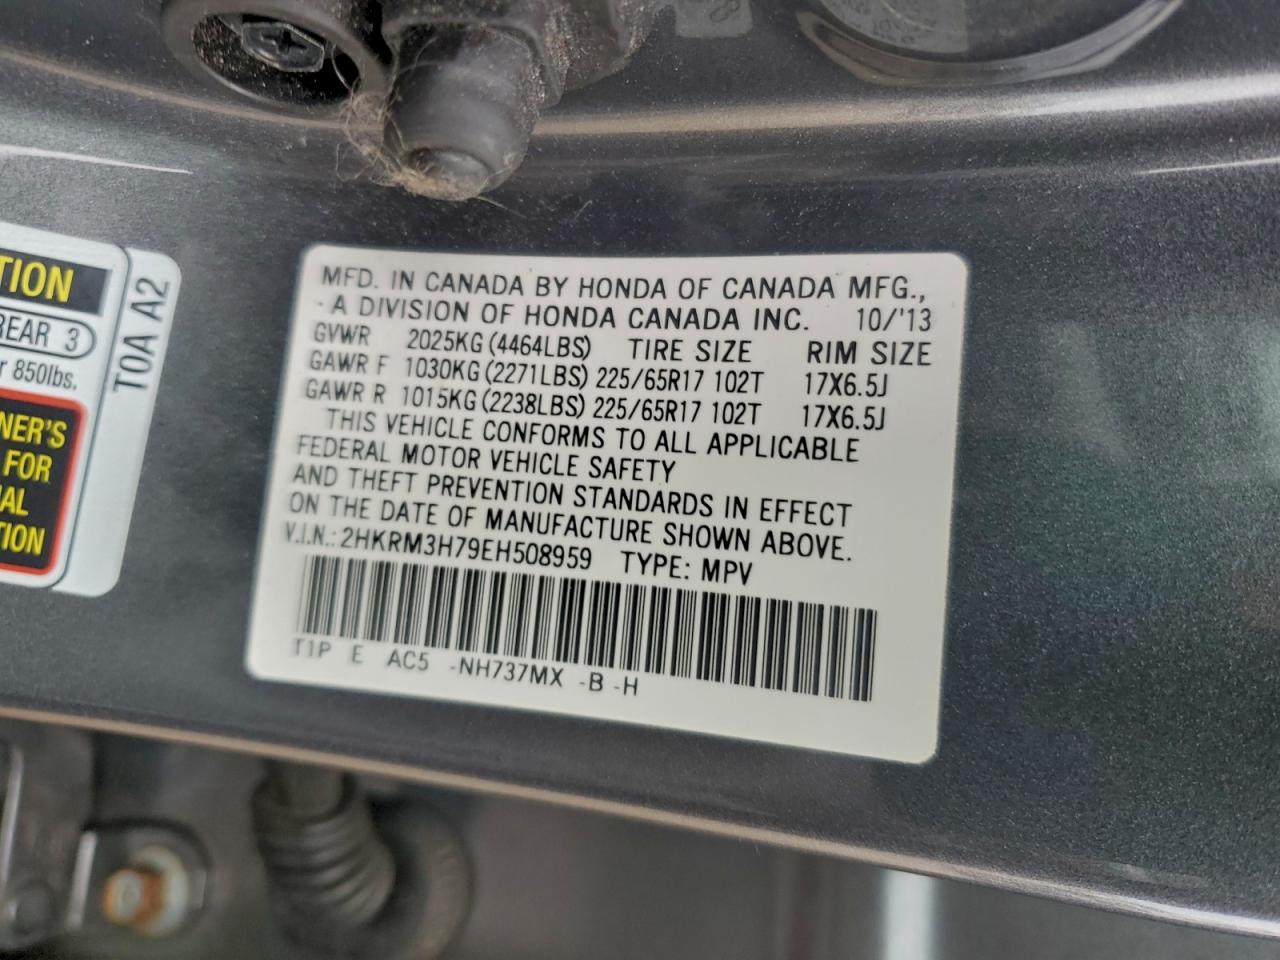 MFD. IN CANADA BY HONDA OF CANADA MFG.,
A DIVISION OF HONDA CANADA INC. 10/'13
GVWR 2025KG (4464LBS) TIRE SIZE RIM SIZE
GAWR F 1030KG (2271LBS) 225/65R17 102T 17X6.5J
GAWR R 1015KG (2238LBS) 225/65R17 102T 17X6.5J
THIS VEHICLE CONFORMS TO ALL APPLICABLE
FEDERAL MOTOR VEHICLE SAFETY
AND THEFT PREVENTION STANDARDS IN EFFECT
ON THE DATE OF MANUFACTURE SHOWN ABOVE.
V.I.N.: 2HKRM3H79EH508959 TYPE: MPV
T1P E AC5 -NH737MX -B -H
TION
REAR 3
r 850lbs.
NER'S
FOR
AL
TION
T0A A2